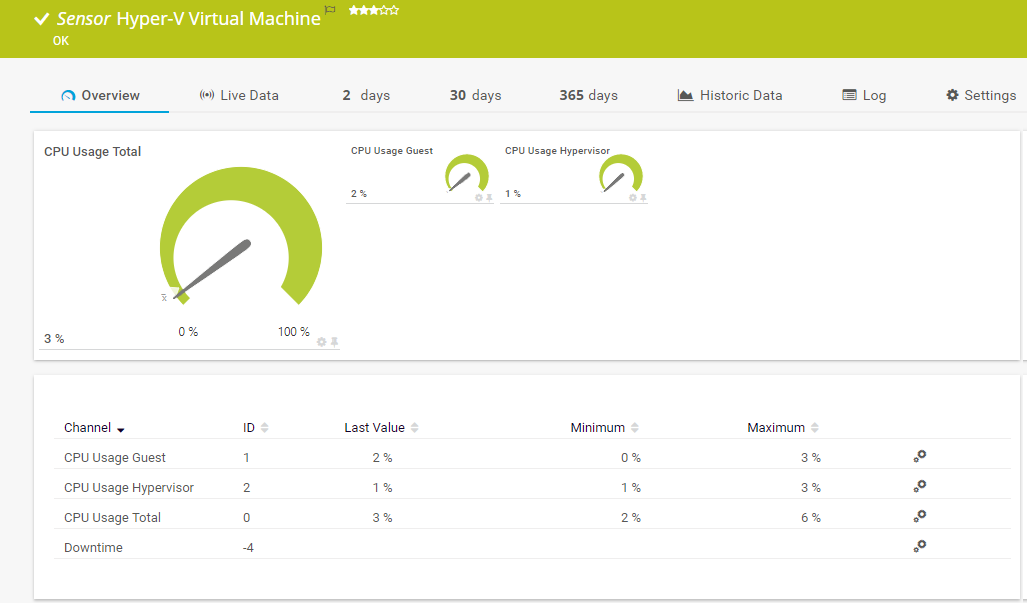 Sensor Hyper-V Virtual Machine
OK
Overview Live Data 2 days 30 days 365 days Historic Data Log Settings
CPU Usage Total
CPU Usage Guest
CPU Usage Hypervisor
2 %
1 %
x̄
0 %
100 %
3 %
Channel ID Last Value Minimum Maximum
CPU Usage Guest 1 2 % 0 % 3 %
CPU Usage Hypervisor 2 1 % 1 % 3 %
CPU Usage Total 0 3 % 2 % 6 %
Downtime -4